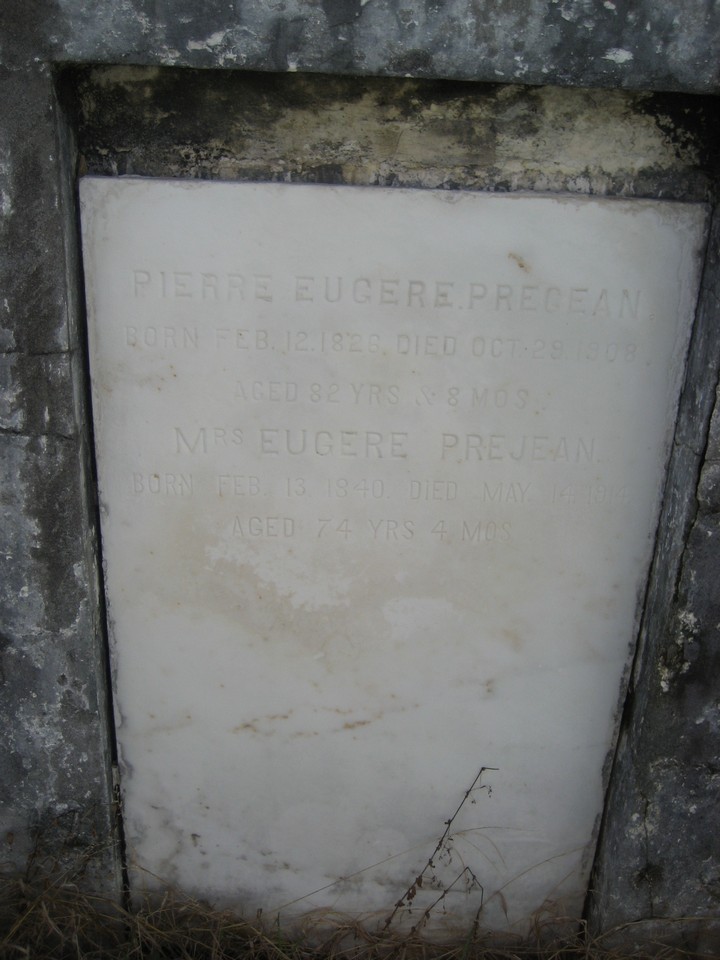 PIERRE EUGERE.PREGEAN.
BORN FEB. 12.1826. DIED OCT. 29.1908.
AGED 82 YRS & 8 MOS.
MRS EUGERE PREJEAN.
BORN FEB. 13. 1840. DIED MAY. 14.
AGED 74 YRS 4 MOS